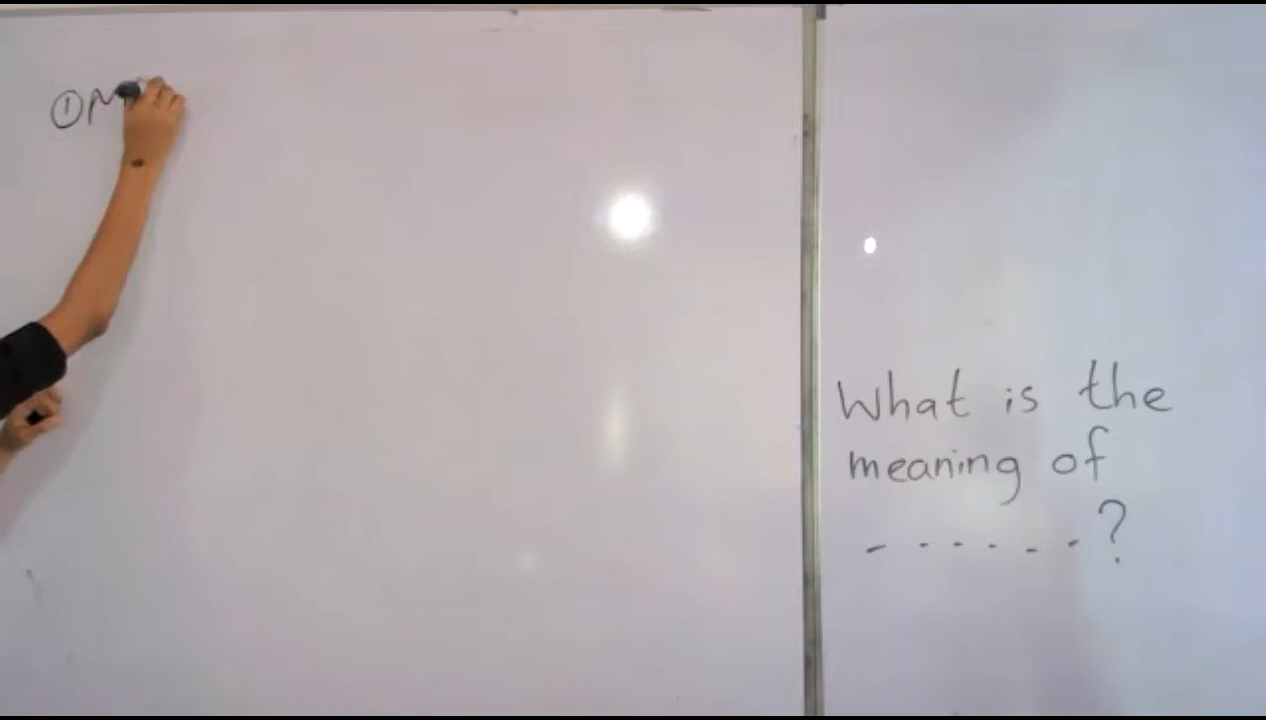 ① M
What is the
meaning of
- - - - - - ?